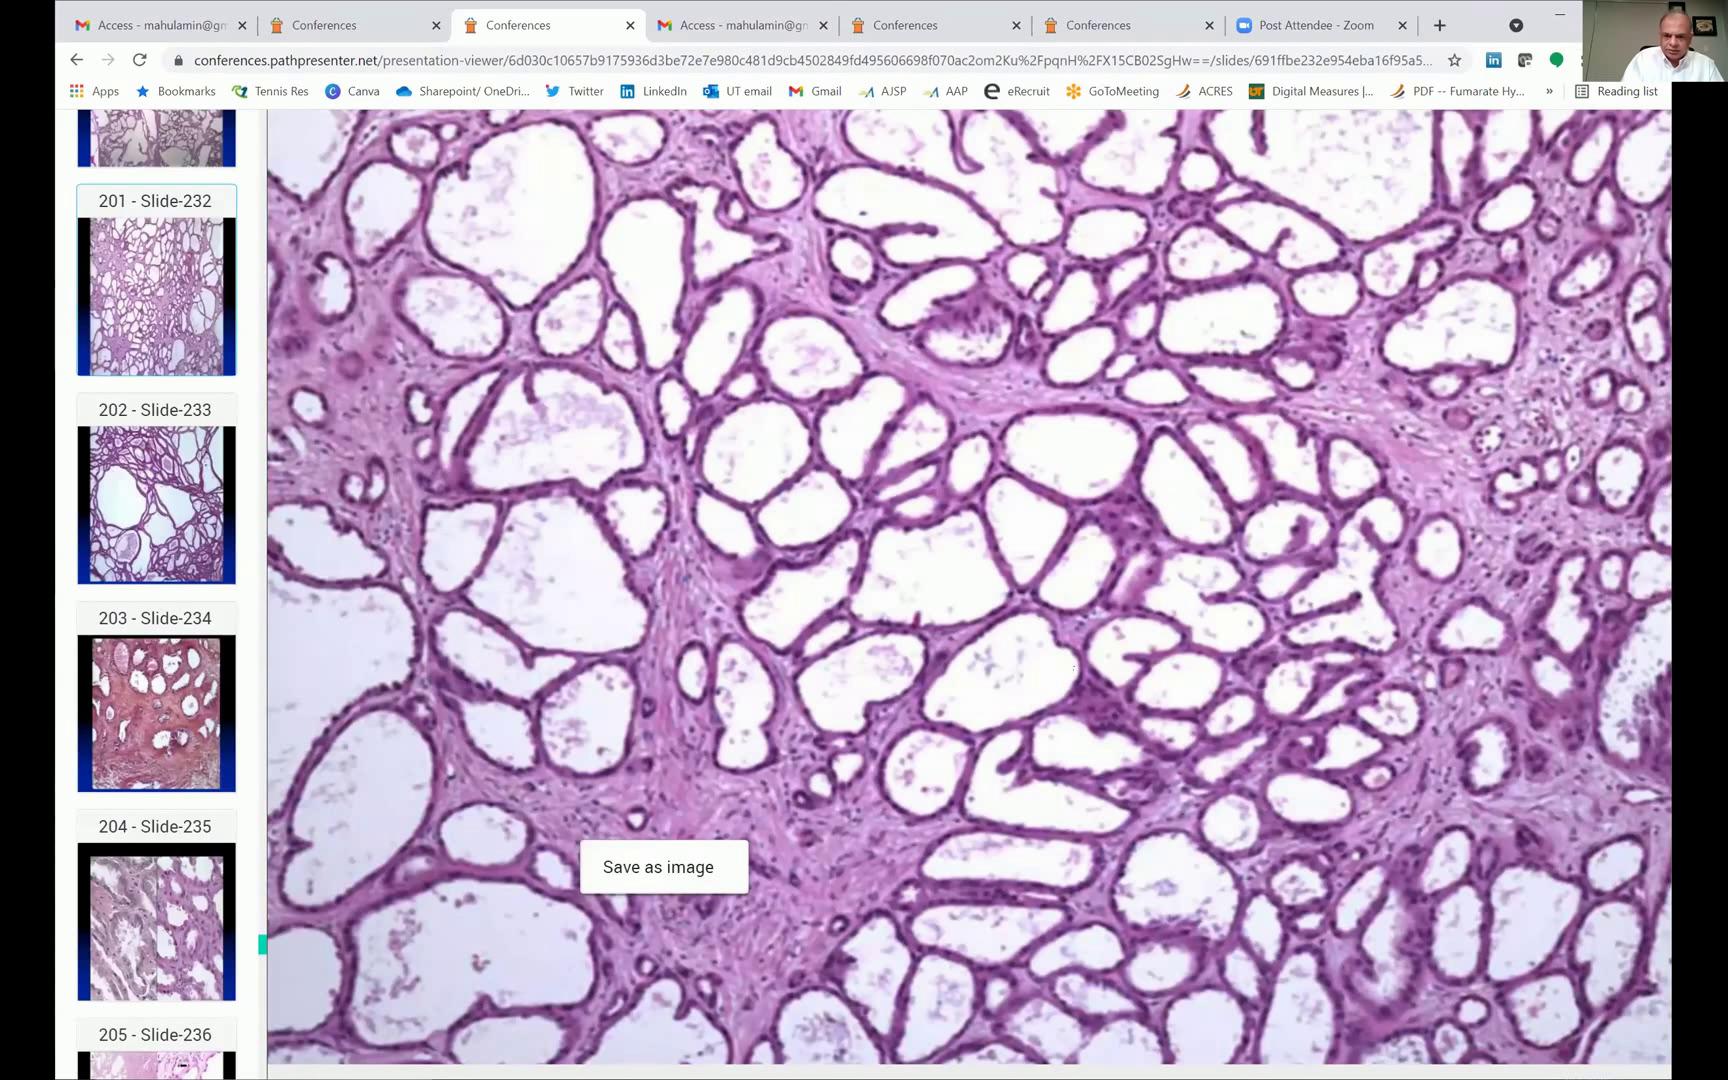 Access - mahulamin@gm
Conferences
Conferences
Access - mahulamin@gm
Conferences
Conferences
Post Attendee - Zoom
conferences.pathpresenter.net/presentation-viewer/6d030c10657b9175936d3be72e7e980c481d9cb4502849fd495606698f070ac2om2Ku%2FpqnH%2FX15CB02SgHw==/slides/691ffbe232e954eba16f95a5...
Apps
Bookmarks
Tennis Res
Canva
Sharepoint/ OneDri...
Twitter
LinkedIn
UT email
Gmail
AJSP
AAP
eRecruit
GoToMeeting
ACRES
Digital Measures |...
PDF -- Fumarate Hy...
»
Reading list
201 - Slide-232
202 - Slide-233
203 - Slide-234
204 - Slide-235
205 - Slide-236
Save as image